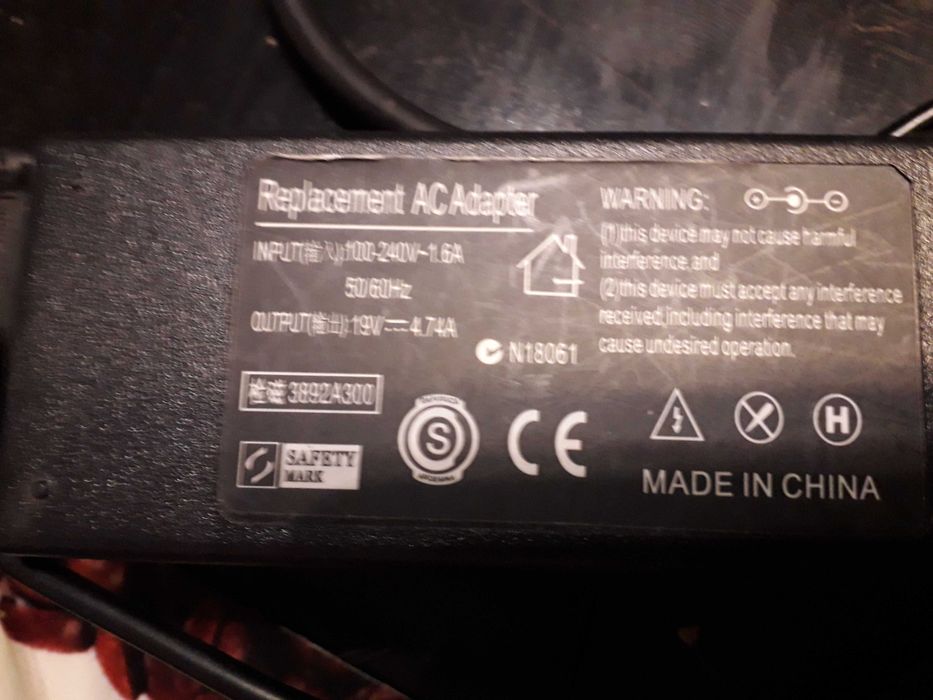 Replacement AC Adapter
INPUT(输入):100-240V~1.6A
50/60Hz
OUTPUT(输出):19V⎓4.74A
N18061
3892A300
SAFETY
MARK
S
CE
WARNING:
(1)this device may not cause harmful
interference.and
(2)this device must accept any interference
received,including interference that may
cause undesired operation.
H
MADE IN CHINA